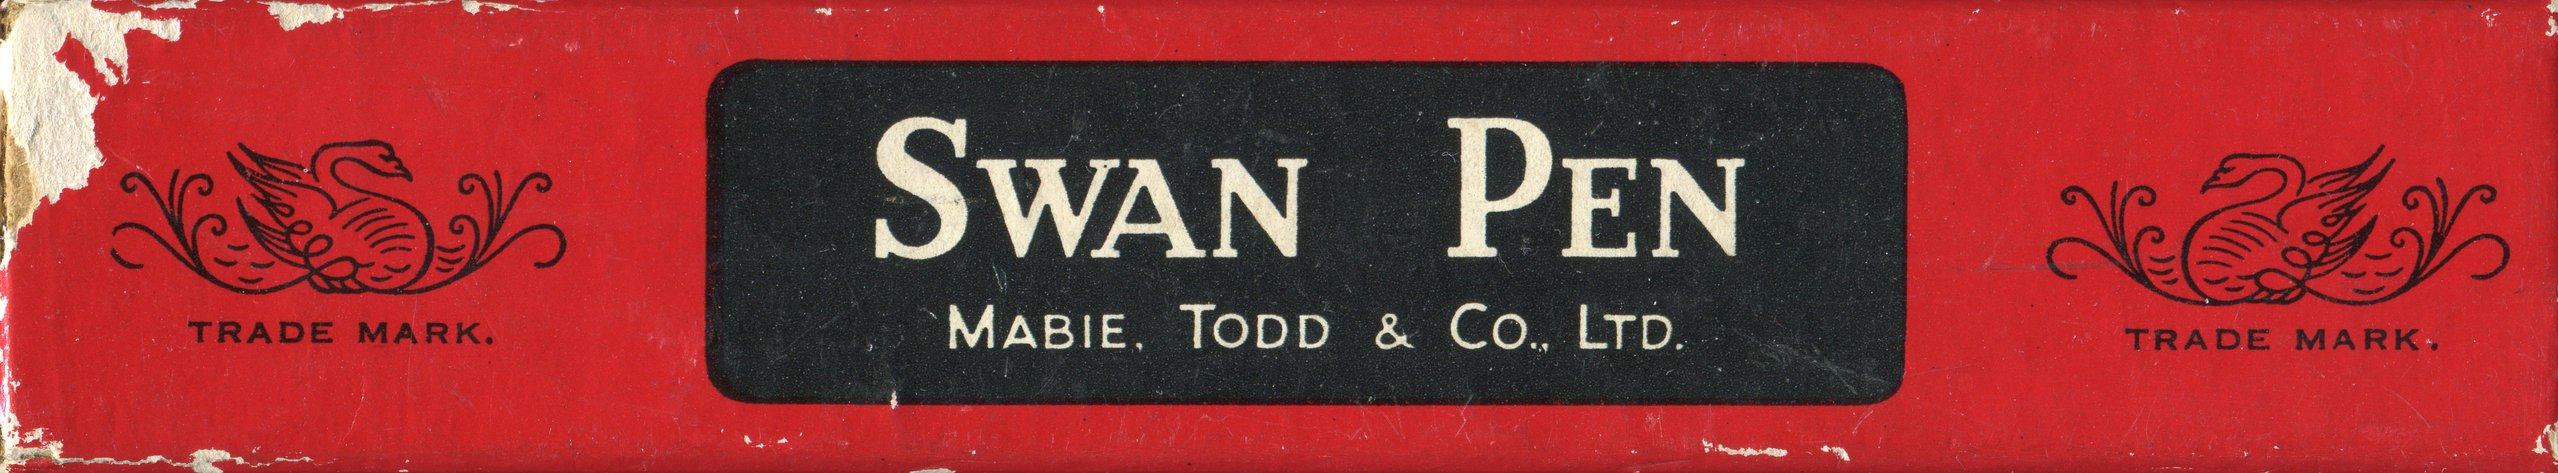 SWAN PEN
MABIE, TODD & CO., LTD.
TRADE MARK.
TRADE MARK.